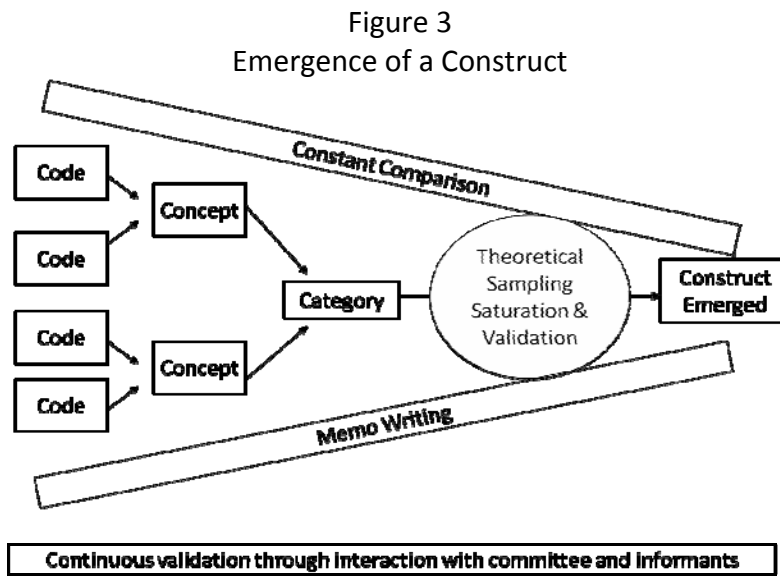 Figure 3
Emergence of a Construct
Constant Comparison
Code
Concept
Code
Category
Theoretical
Sampling
Saturation &
Validation
Construct
Emerged
Code
Concept
Code
Memo Writing
Continuous validation through interaction with committee and informants